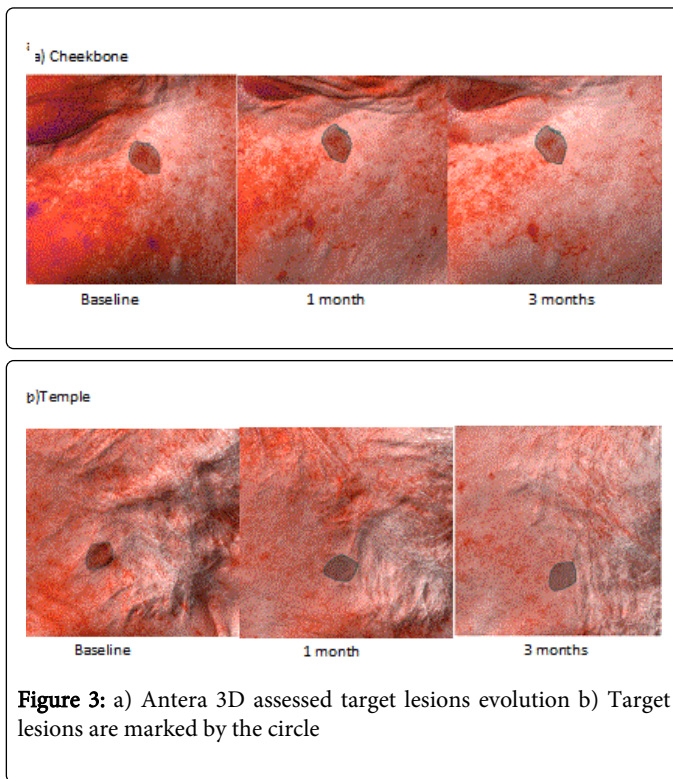 a) Cheekbone
Baseline 1 month 3 months
b)Temple
Baseline 1 month 3 months
Figure 3: a) Antera 3D assessed target lesions evolution b) Target
lesions are marked by the circle